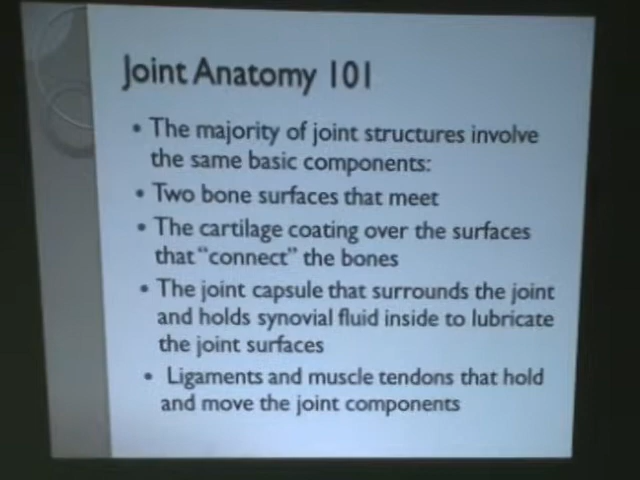 Joint Anatomy 101
• The majority of joint structures involve
the same basic components:
• Two bone surfaces that meet
• The cartilage coating over the surfaces
that "connect" the bones
• The joint capsule that surrounds the joint
and holds synovial fluid inside to lubricate
the joint surfaces
• Ligaments and muscle tendons that hold
and move the joint components